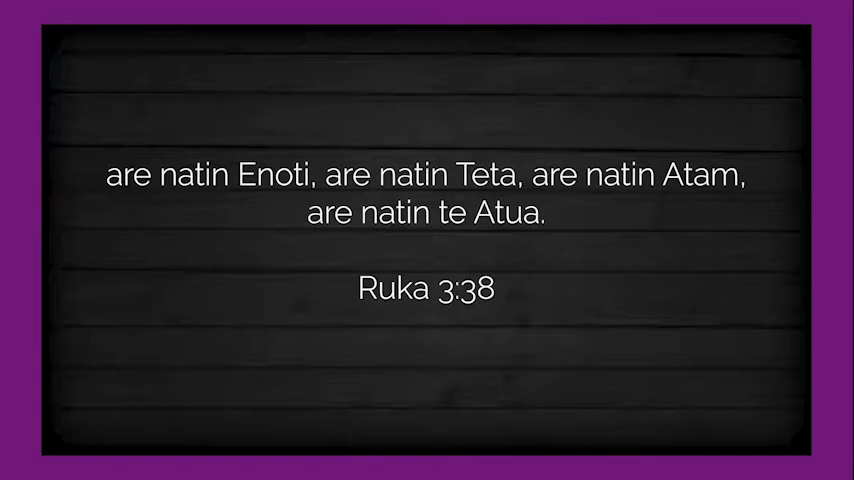 are natin Enoti, are natin Teta, are natin Atam,
are natin te Atua.
Ruka 3:38